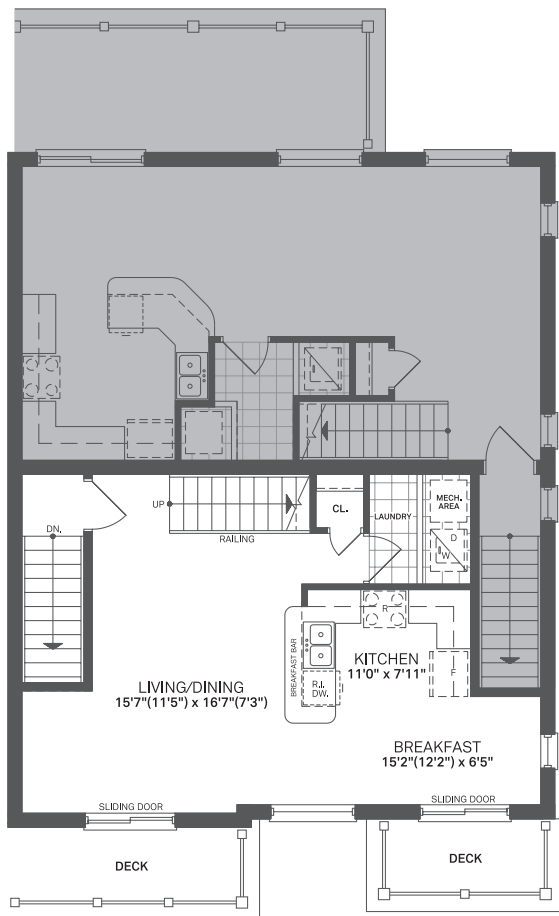 DN.
UP
RAILING
CL.
LAUNDRY
MECH.
AREA
D
W
R
BREAKFAST BAR
R.I.
DW.
KITCHEN
11'0" x 7'11"
F
LIVING/DINING
15'7"(11'5") x 16'7"(7'3")
BREAKFAST
15'2"(12'2") x 6'5"
SLIDING DOOR
SLIDING DOOR
DECK
DECK